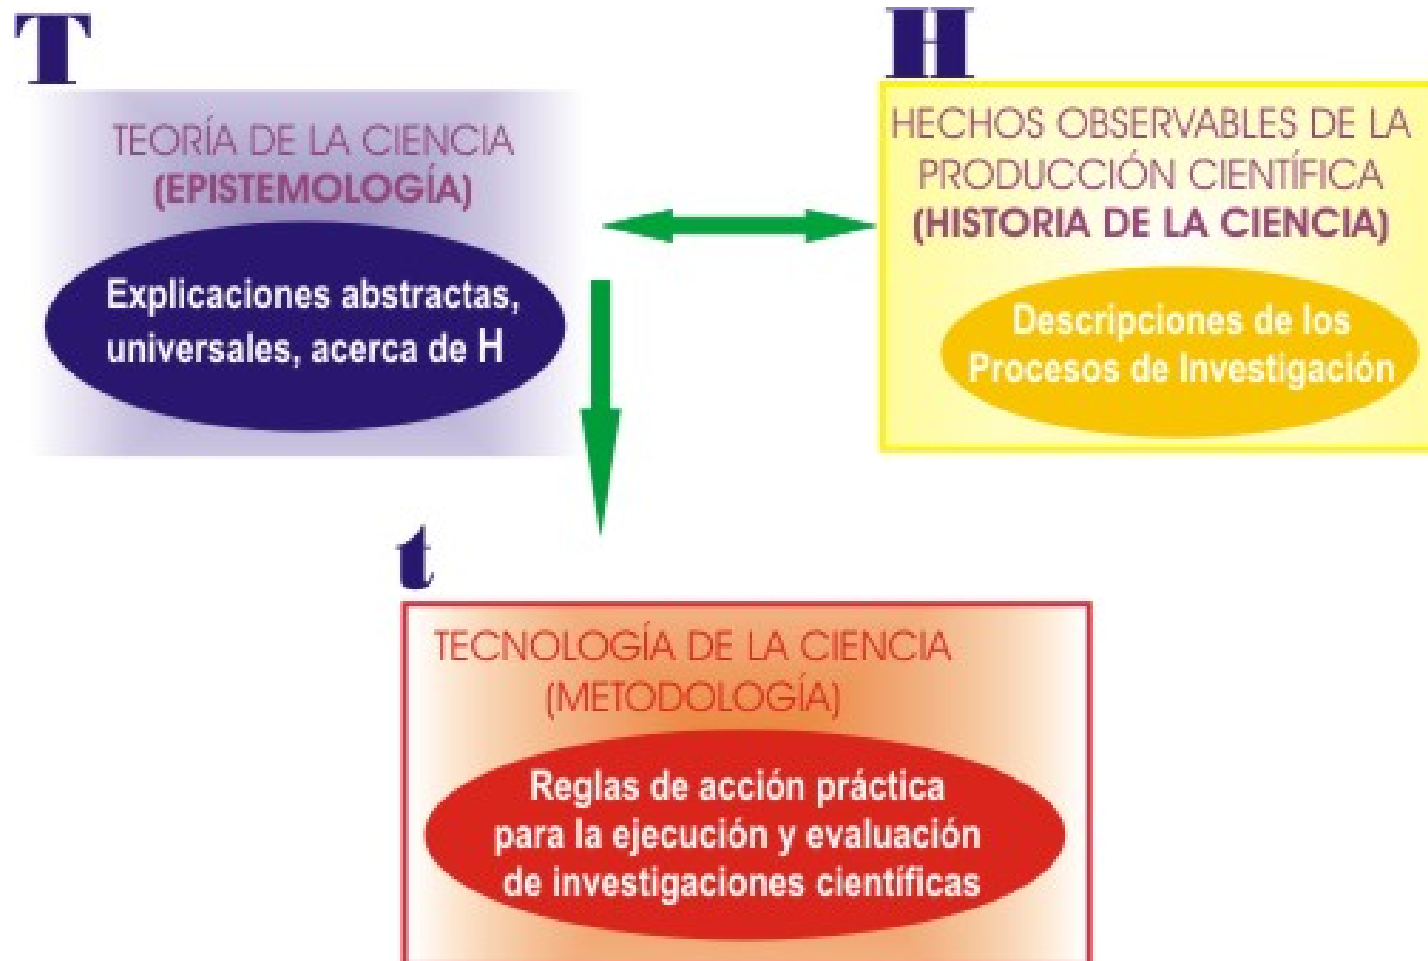 T
TEORÍA DE LA CIENCIA
(EPISTEMOLOGÍA)
Explicaciones abstractas,
universales, acerca de H
H
HECHOS OBSERVABLES DE LA
PRODUCCIÓN CIENTÍFICA
(HISTORIA DE LA CIENCIA)
Descripciones de los
Procesos de Investigación
t
TECNOLOGÍA DE LA CIENCIA
(METODOLOGÍA)
Reglas de acción práctica
para la ejecución y evaluación
de investigaciones científicas